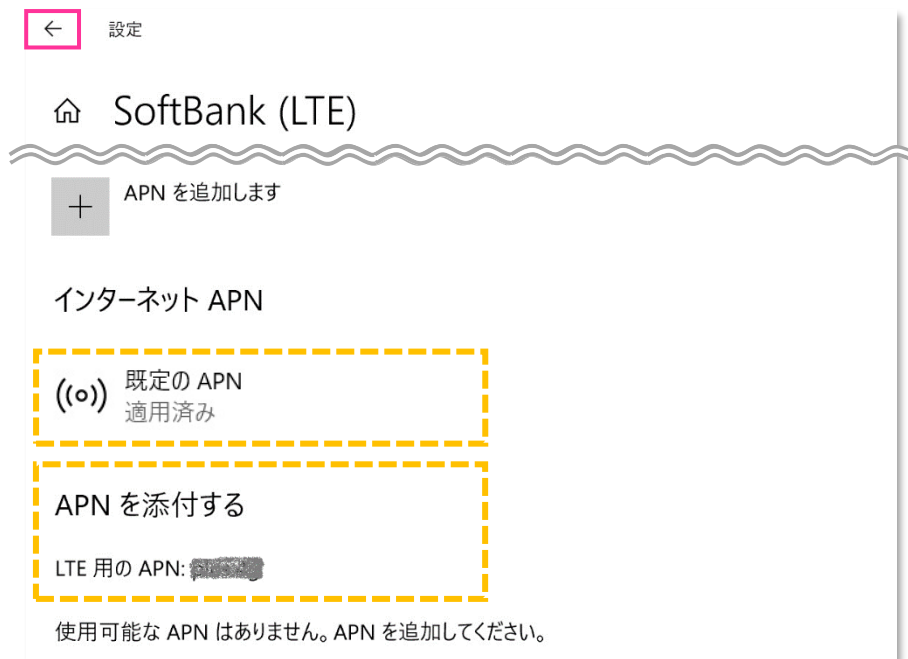 設定
SoftBank (LTE)
APN を追加します
インターネット APN
既定の APN
適用済み
APN を添付する
LTE 用の APN:
使用可能な APN はありません。APN を追加してください。